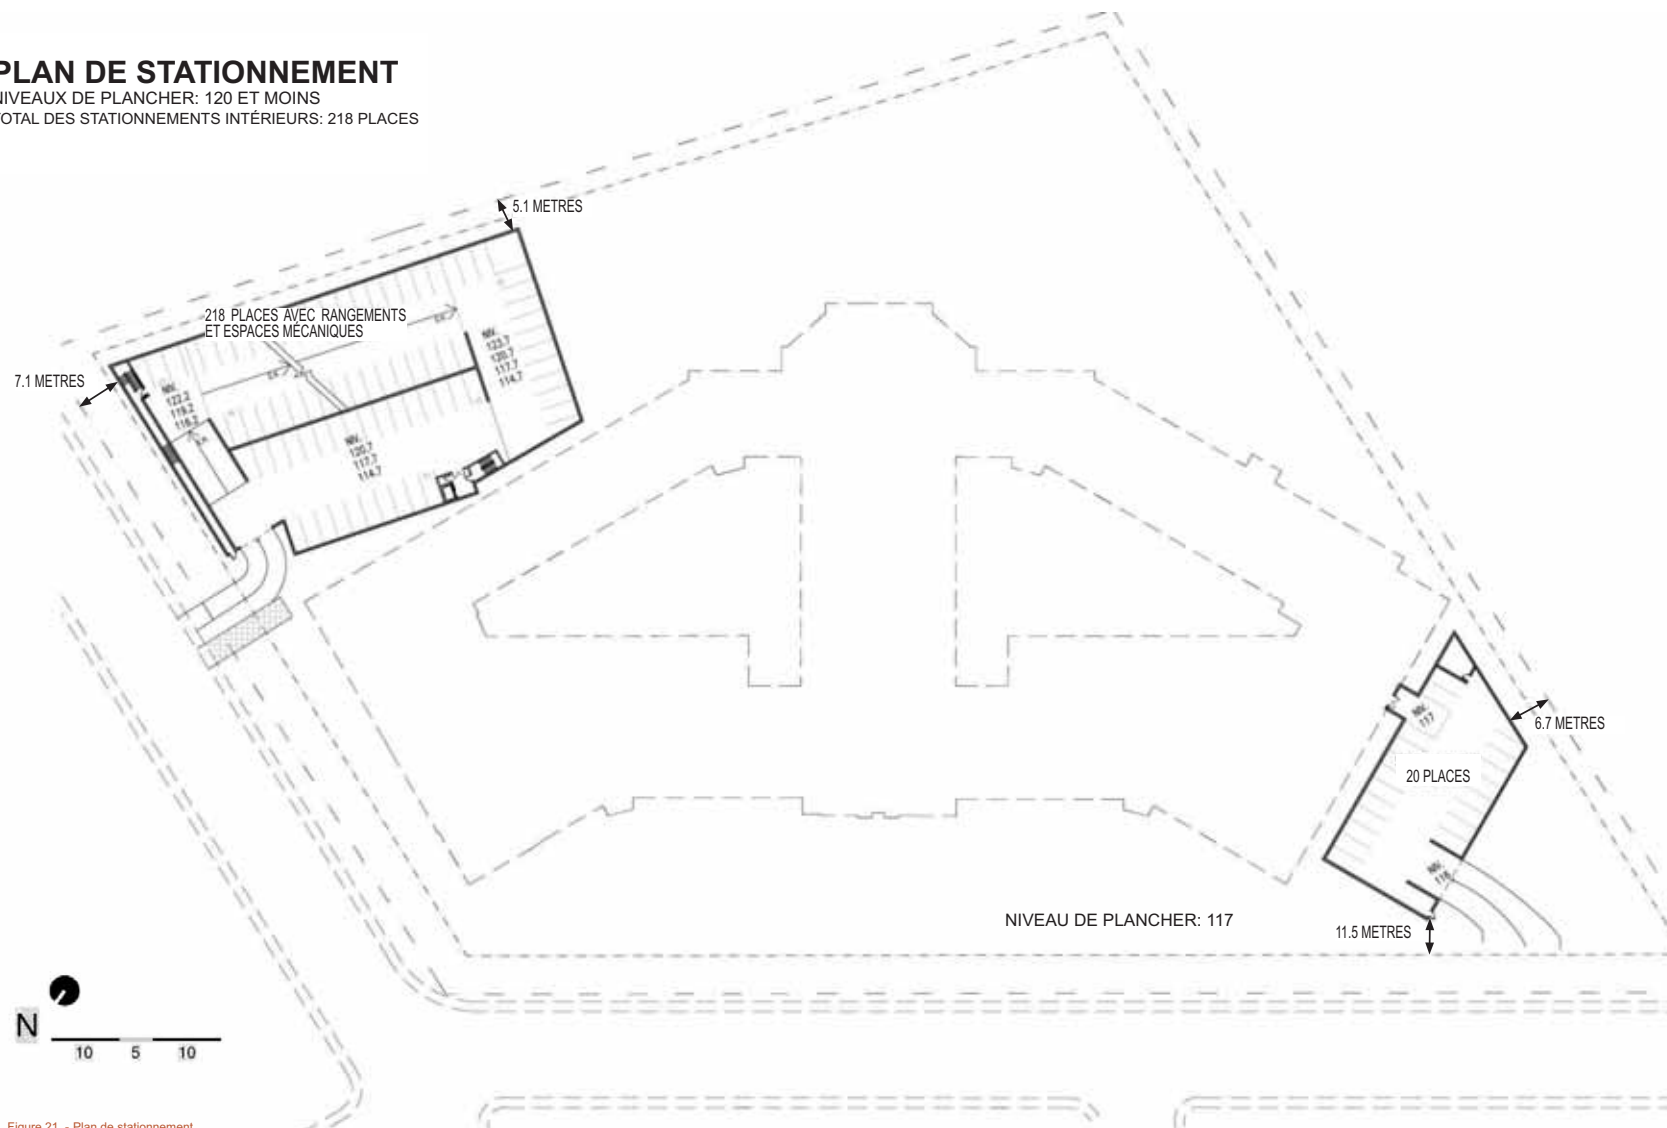 PLAN DE STATIONNEMENT
NIVEAUX DE PLANCHER: 120 ET MOINS
TOTAL DES STATIONNEMENTS INTÉRIEURS: 218 PLACES
5.1 METRES
218 PLACES AVEC RANGEMENTS
ET ESPACES MÉCANIQUES
7.1 METRES
NIV.
123.7
120.7
117.7
114.7
NIV.
122.2
119.2
116.2
NIV.
120.7
117.7
114.7
NIV.
117
6.7 METRES
20 PLACES
NIV.
116
NIVEAU DE PLANCHER: 117
11.5 METRES
N
10 5 10
Figure 21. - Plan de stationnement